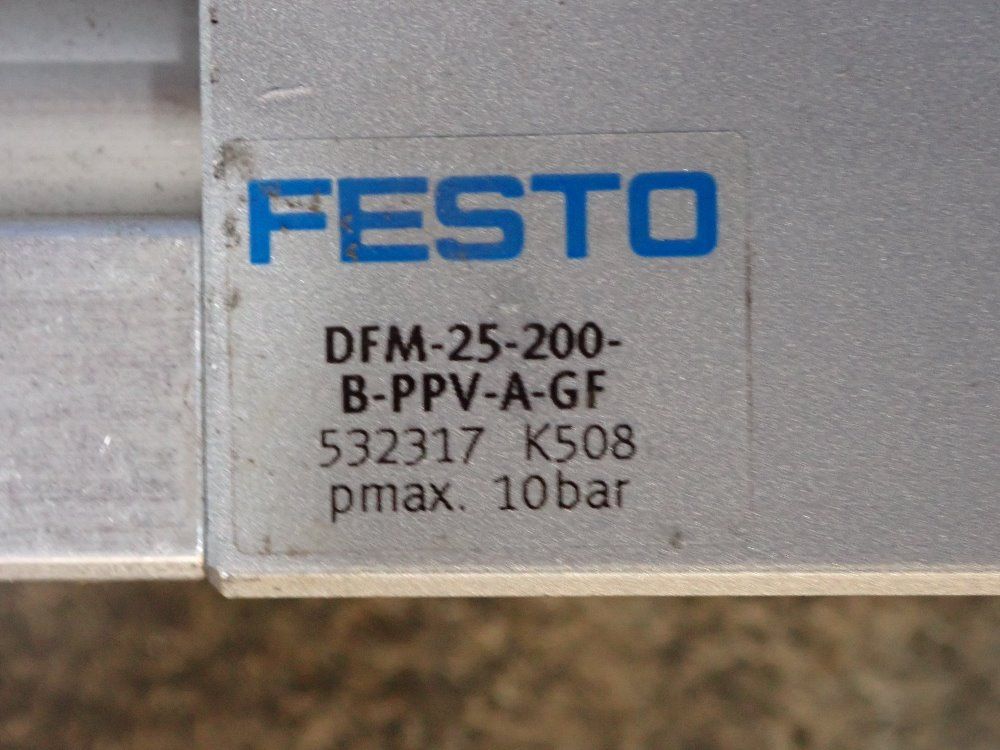 FESTO
DFM-25-200-
B-PPV-A-GF
532317 K508
pmax. 10bar